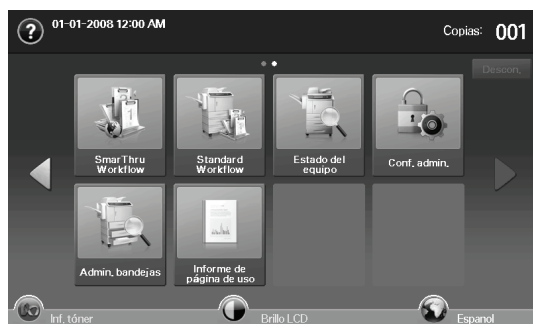 ? 01-01-2008 12:00 AM Copias: 001
Descon.
SmarThru
Workflow
Standard
Workflow
Estado del
equipo
Conf. admin.
Admin. bandejas
Informe de
página de uso
Inf. tóner Brillo LCD Espanol